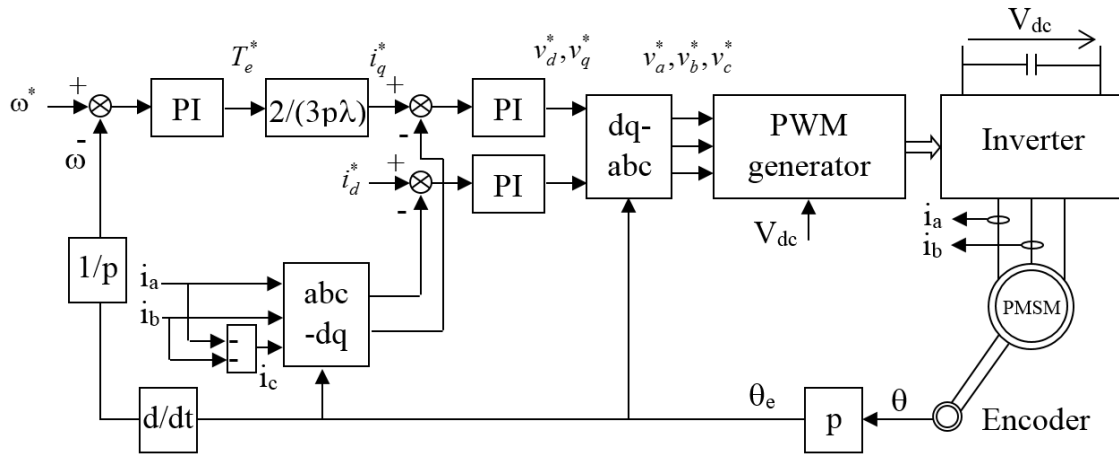 V_dc
T_e^* i_q^* v_d^*, v_q^* v_a^*, v_b^*, v_c^*
+ +
ω^* PI 2/(3pλ) PI dq- PWM Inverter
abc generator
- -
ω
+
i_d^* PI
-
i_a
V_dc i_b
1/p i_a abc
i_b -dq PMSM
-
-
i_c
θ_e θ Encoder
d/dt p